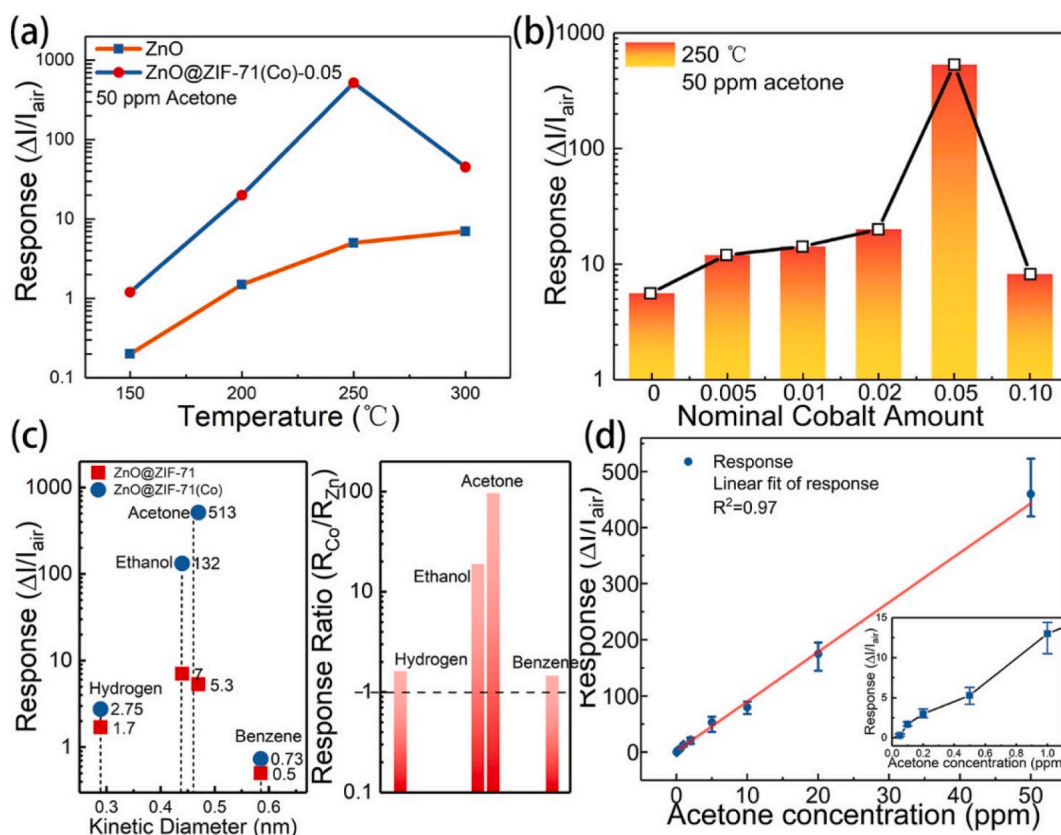 (a)
ZnO
ZnO@ZIF-71(Co)-0.05
50 ppm Acetone
Response (ΔI/Iair)
1000
100
10
1
0.1
150 200 250 300
Temperature (℃)
(b)
250 ℃
50 ppm acetone
Response (ΔI/Iair)
1000
100
10
1
0 0.005 0.01 0.02 0.05 0.10
Nominal Cobalt Amount
(c)
ZnO@ZIF-71
ZnO@ZIF-71(Co)
Response (ΔI/Iair)
1000
100
10
1
Acetone 513
Ethanol 132
7
5.3
Hydrogen
2.75
1.7
Benzene
0.73
0.5
0.3 0.4 0.5 0.6
Kinetic Diameter (nm)
Response Ratio (RCo/RZn)
100
10
1
0.1
Acetone
Ethanol
Hydrogen
Benzene
(d)
Response
Linear fit of response
R²=0.97
Response (ΔI/Iair)
500
400
300
200
100
0
0 10 20 30 40 50
Acetone concentration (ppm)
Response (ΔI/Iair)
15
10
5
0
0.0 0.2 0.4 0.6 0.8 1.0
Acetone concentration (ppm